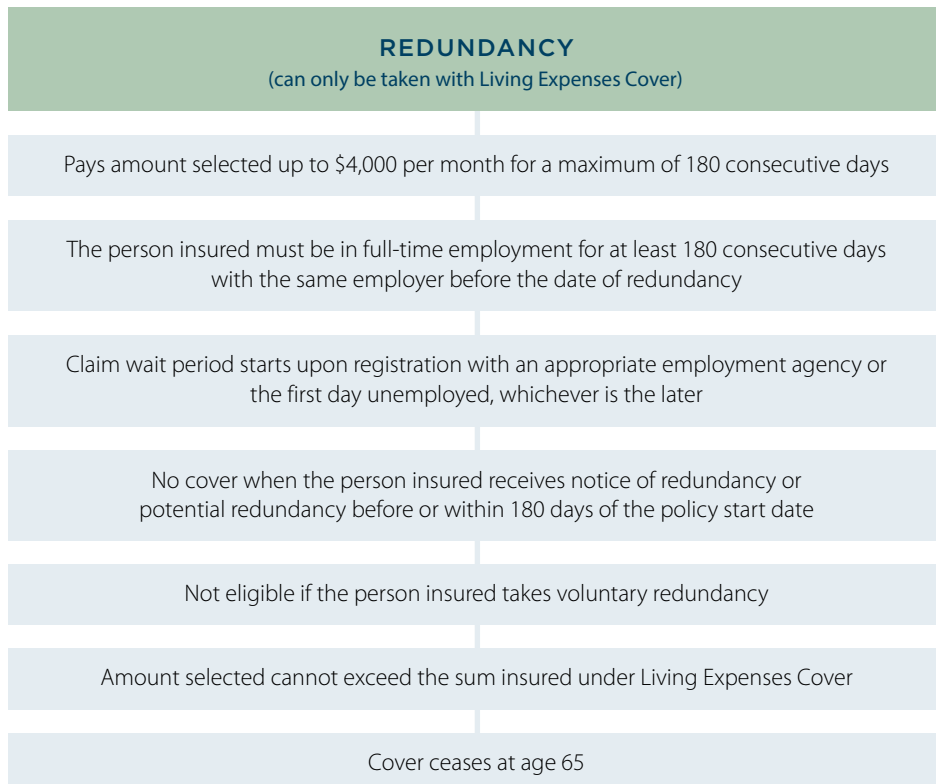 REDUNDANCY
(can only be taken with Living Expenses Cover)
Pays amount selected up to $4,000 per month for a maximum of 180 consecutive days
The person insured must be in full-time employment for at least 180 consecutive days
with the same employer before the date of redundancy
Claim wait period starts upon registration with an appropriate employment agency or
the first day unemployed, whichever is the later
No cover when the person insured receives notice of redundancy or
potential redundancy before or within 180 days of the policy start date
Not eligible if the person insured takes voluntary redundancy
Amount selected cannot exceed the sum insured under Living Expenses Cover
Cover ceases at age 65